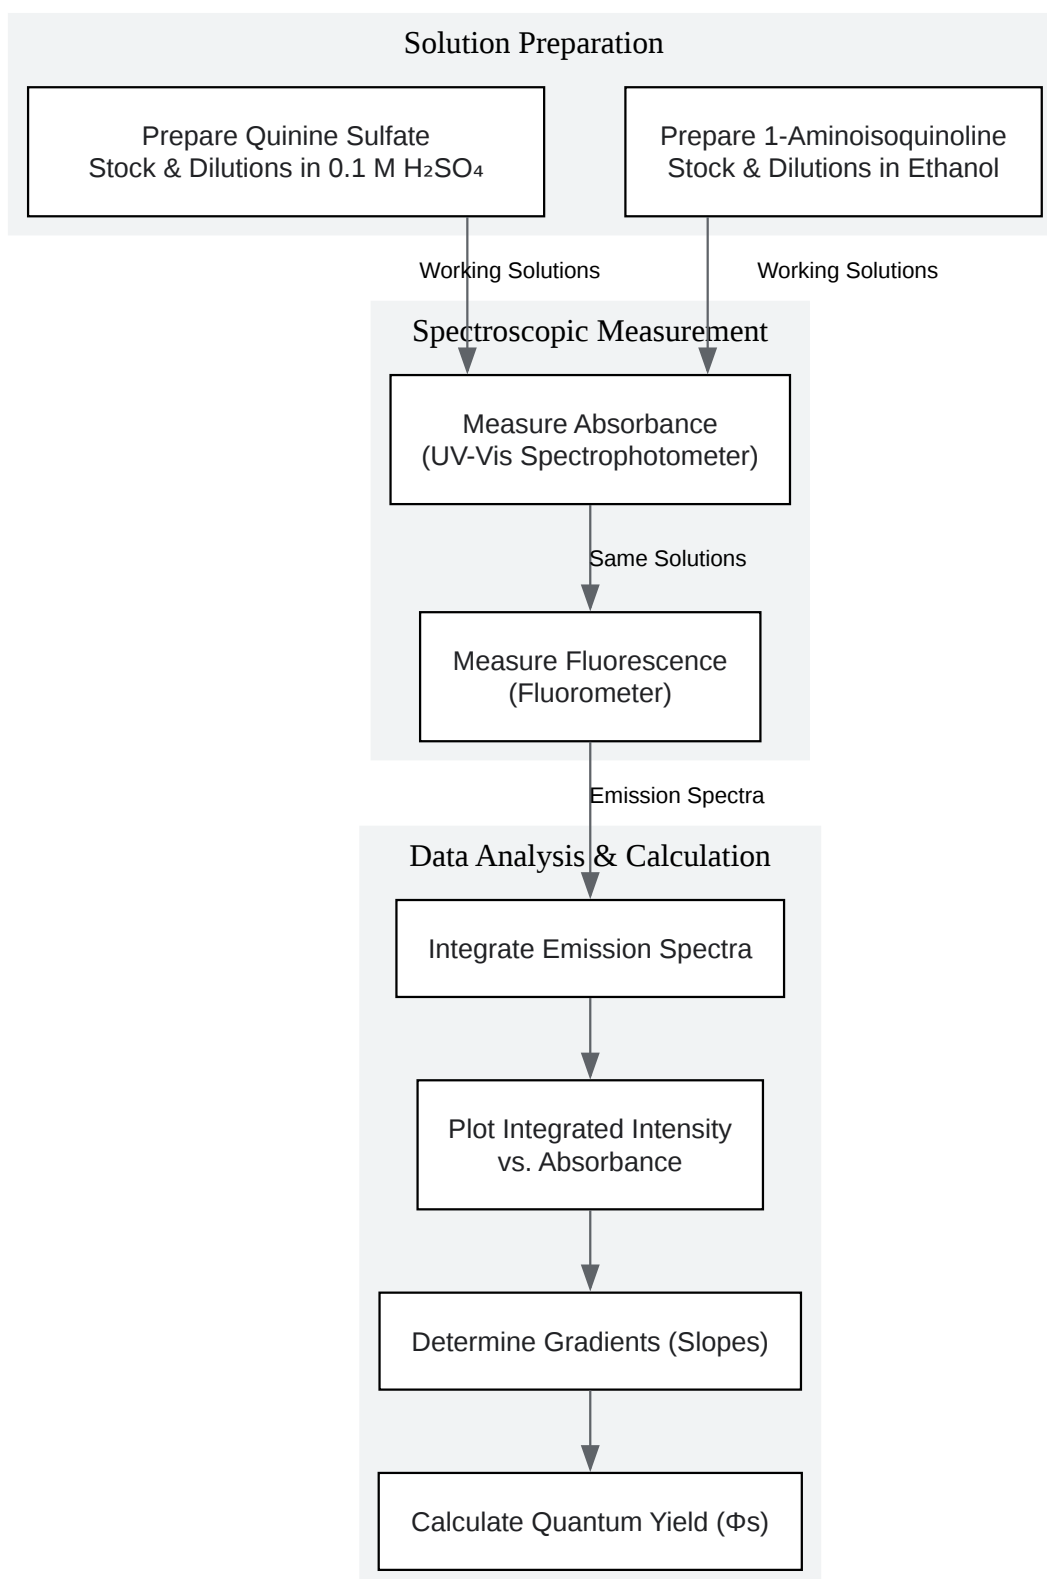 Solution Preparation
Prepare Quinine Sulfate
Stock & Dilutions in 0.1 M H₂SO₄
Prepare 1-Aminoisoquinoline
Stock & Dilutions in Ethanol
Working Solutions
Working Solutions
Spectroscopic Measurement
Measure Absorbance
(UV-Vis Spectrophotometer)
Same Solutions
Measure Fluorescence
(Fluorometer)
Emission Spectra
Data Analysis & Calculation
Integrate Emission Spectra
Plot Integrated Intensity
vs. Absorbance
Determine Gradients (Slopes)
Calculate Quantum Yield (Φs)